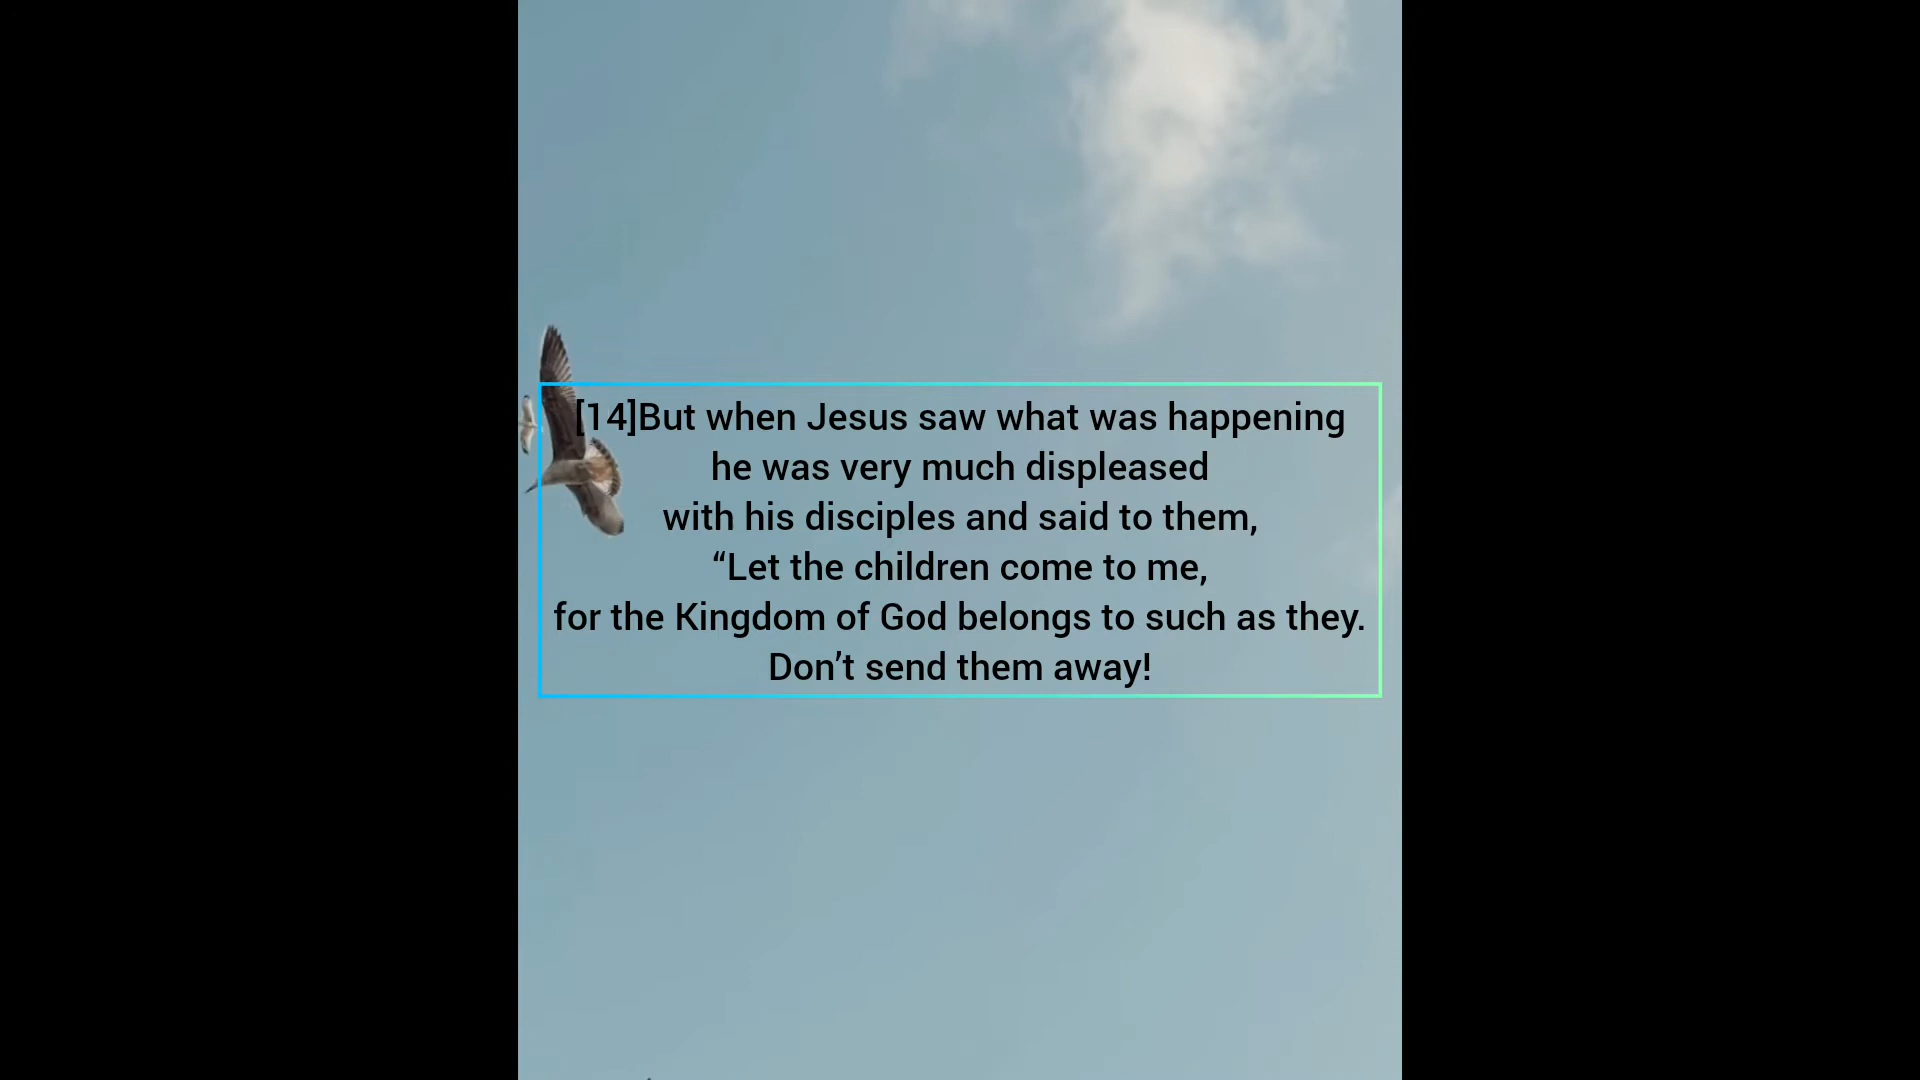 [14]But when Jesus saw what was happening
he was very much displeased
with his disciples and said to them,
“Let the children come to me,
for the Kingdom of God belongs to such as they.
Don’t send them away!